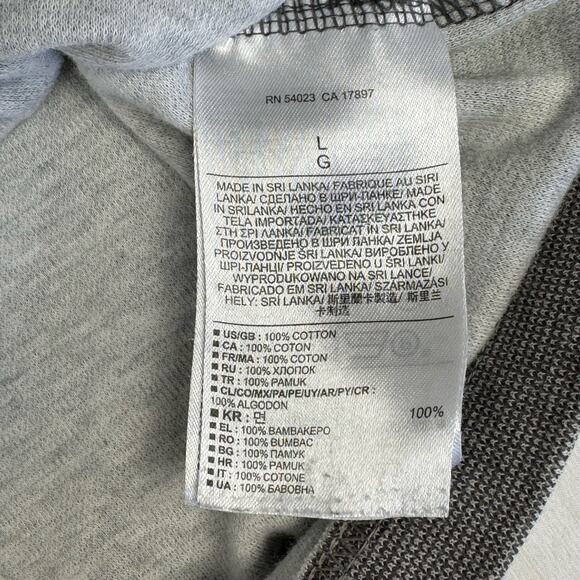 RN 54023 CA 17897
L
G
MADE IN SRI LANKA/ FABRIQUE AU SIRI
LANKA/ СДЕЛАНО В ШРИ-ЛАНКЕ/ MADE
IN SRILANKA/ HECHO EN SRI LANKA CON
TELA IMPORTADA/ ΚΑΤΑΣΚΕΥΑΣΤΗΚΕ
ΣΤΗ ΣΡΙ ΛΑΝΚΑ/ FABRICAT IN SRI LANKA/
ПРОИЗВЕДЕНО В ШРИ ЛАНКА/ ZEMLJA
PROIZVODNJE SRI LANKA/ ВИРОБЛЕНО У
ШРІ-ЛАНЦІ/ PROIZVEDENO U ŠRI LANKI/
WYPRODUKOWANO NA SRI LANCE/
FABRICADO EM SRI LANKA/ SZÁRMAZÁSI
HELY: SRI LANKA/ 斯里蘭卡製造/ 斯里兰
卡制造
■ US/GB : 100% COTTON
■ CA : 100% COTON
■ FR/MA : 100% COTON
■ RU : 100% ХЛОПОК
■ TR : 100% PAMUK
■ CL/CO/MX/PA/PE/UY/AR/PY/CR :
100% ALGODON
■ KR : 면 100%
■ EL : 100% ΒΑΜΒΑΚΕΡΟ
■ RO : 100% BUMBAC
■ BG : 100% ПАМУК
■ HR : 100% PAMUK
■ IT : 100% COTONE
■ UA : 100% БАВОВНА